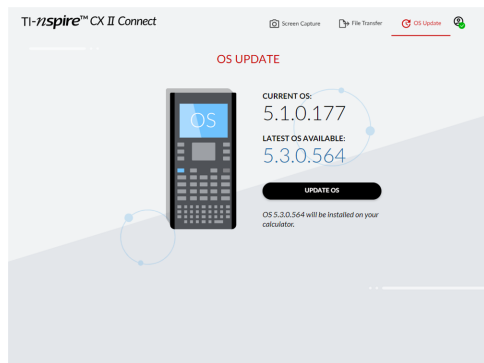 TI-nspire™ CX II Connect
Screen Capture
File Transfer
OS Update
OS UPDATE
OS
CURRENT OS:
5.1.0.177
LATEST OS AVAILABLE:
5.3.0.564
UPDATE OS
OS 5.3.0.564 will be installed on your
calculator.